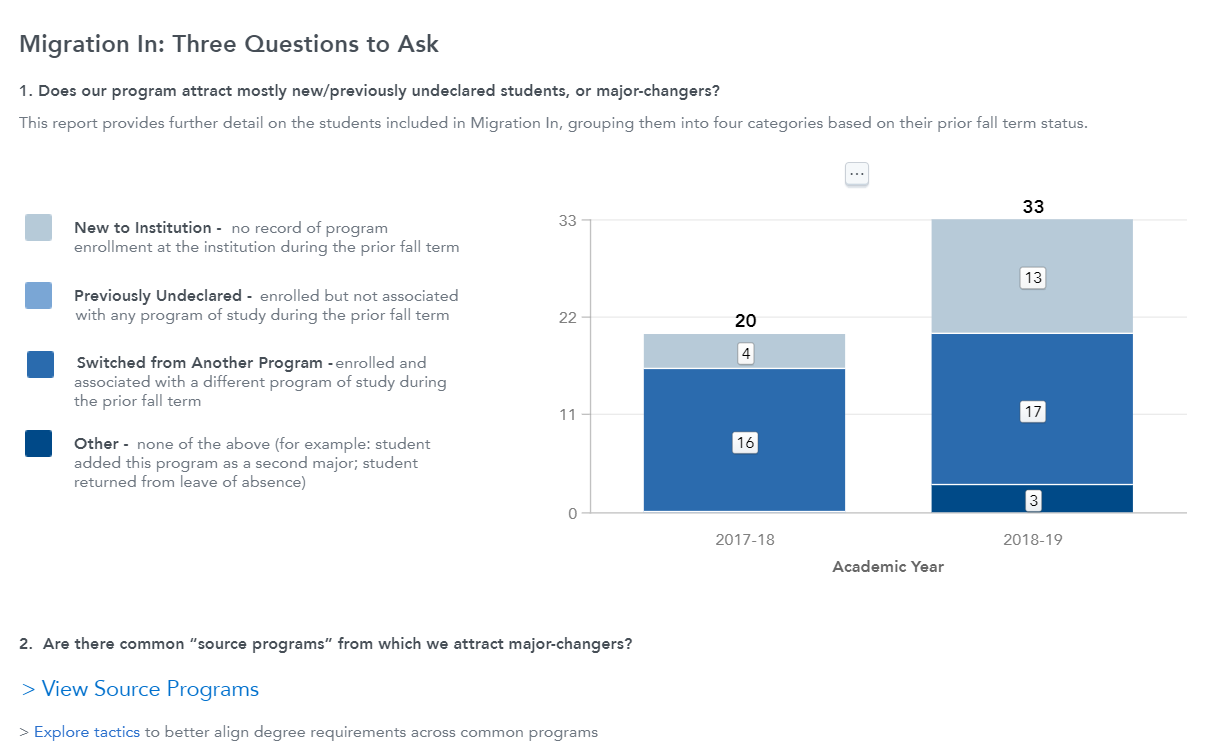 Migration In: Three Questions to Ask
1. Does our program attract mostly new/previously undeclared students, or major-changers?
This report provides further detail on the students included in Migration In, grouping them into four categories based on their prior fall term status.
New to Institution - no record of program
enrollment at the institution during the prior fall term
Previously Undeclared - enrolled but not associated
with any program of study during the prior fall term
Switched from Another Program - enrolled and
associated with a different program of study during
the prior fall term
Other - none of the above (for example: student
added this program as a second major; student
returned from leave of absence)
...
33
33
13
22
20
4
17
11
16
3
0
2017-18
2018-19
Academic Year
2. Are there common “source programs” from which we attract major-changers?
> View Source Programs
> Explore tactics to better align degree requirements across common programs